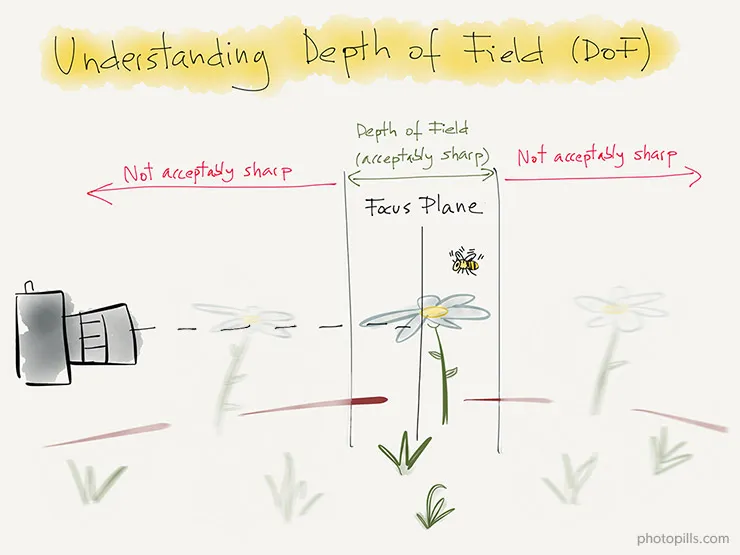 Understanding Depth of Field (DoF)
Depth of Field
(acceptably sharp)
Not acceptably sharp
Not acceptably sharp
Focus Plane
photopills.com